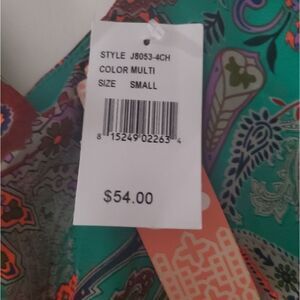 STYLE J8053-4CH
COLOR MULTI
SIZE SMALL
8 15249 02263 4
$54.00